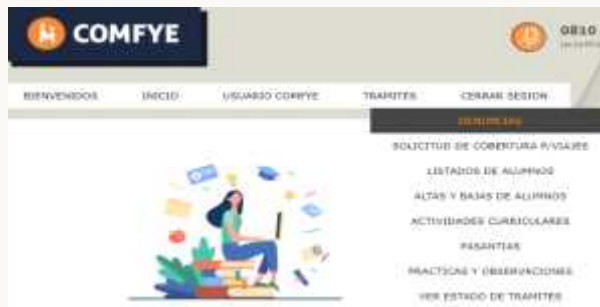 COMFYE
0810
BIENVENIDOS INICIO USUARIO COMFYE TRAMITES CERRAR SESION
DENUNCIAS
SOLICITUD DE COBERTURA P/VIAJES
LISTADOS DE ALUMNOS
ALTAS Y BAJAS DE ALUMNOS
ACTIVIDADES CURRICULARES
PASANTIAS
PRACTICAS Y OBSERVACIONES
VER ESTADO DE TRAMITES